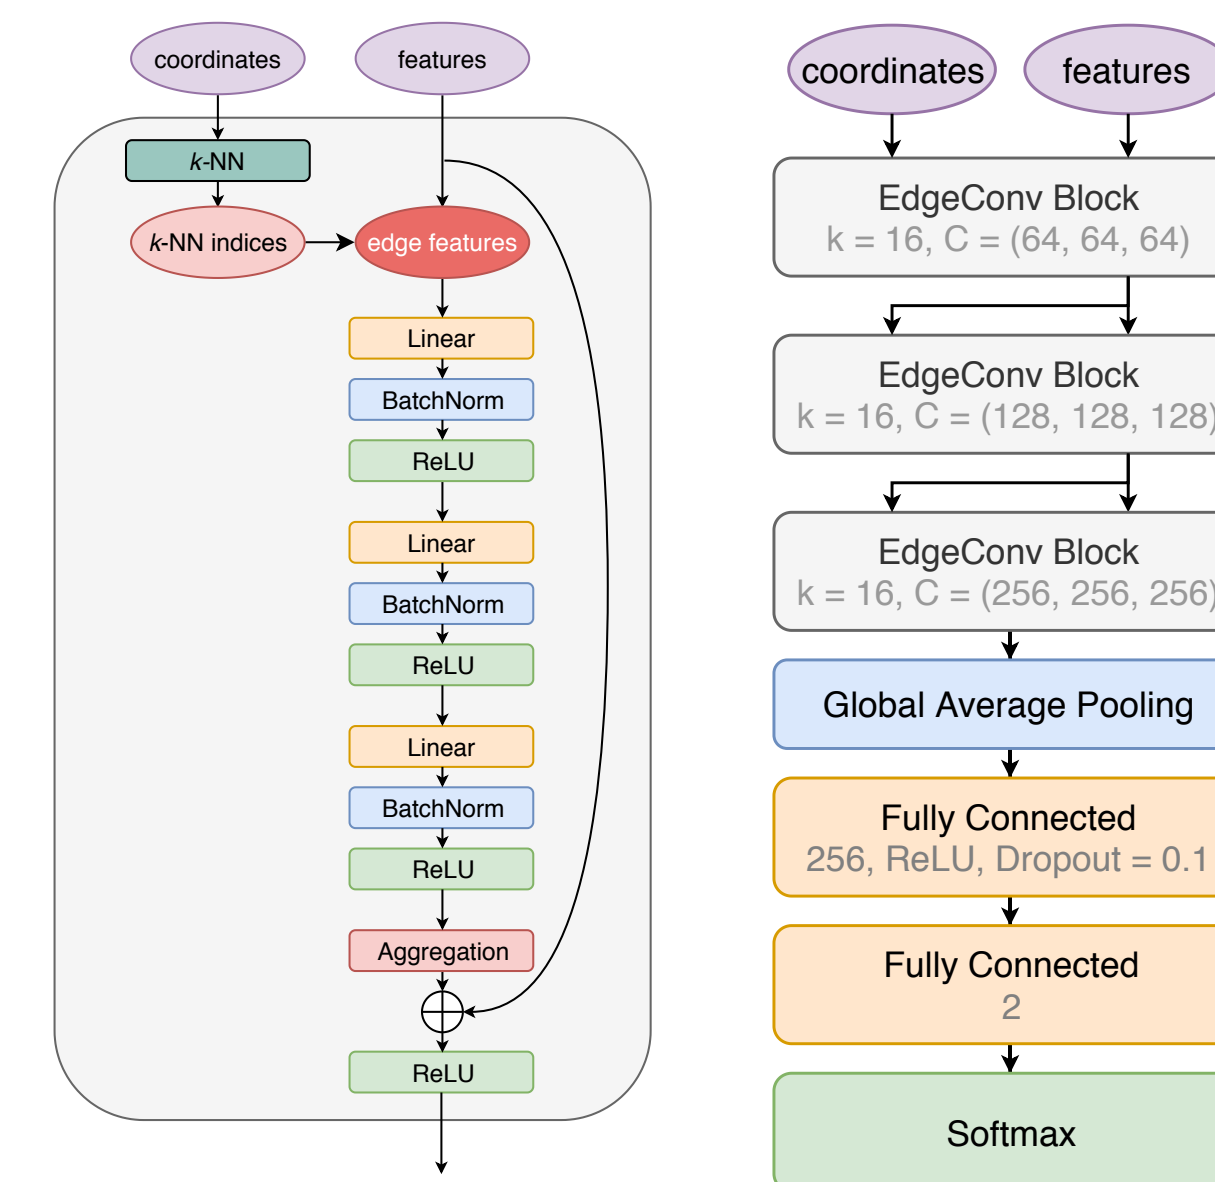 coordinates
features
k-NN
k-NN indices
edge features
Linear
BatchNorm
ReLU
Linear
BatchNorm
ReLU
Linear
BatchNorm
ReLU
Aggregation
ReLU
coordinates
features
EdgeConv Block
k = 16, C = (64, 64, 64)
EdgeConv Block
k = 16, C = (128, 128, 128)
EdgeConv Block
k = 16, C = (256, 256, 256)
Global Average Pooling
Fully Connected
256, ReLU, Dropout = 0.1
Fully Connected
2
Softmax